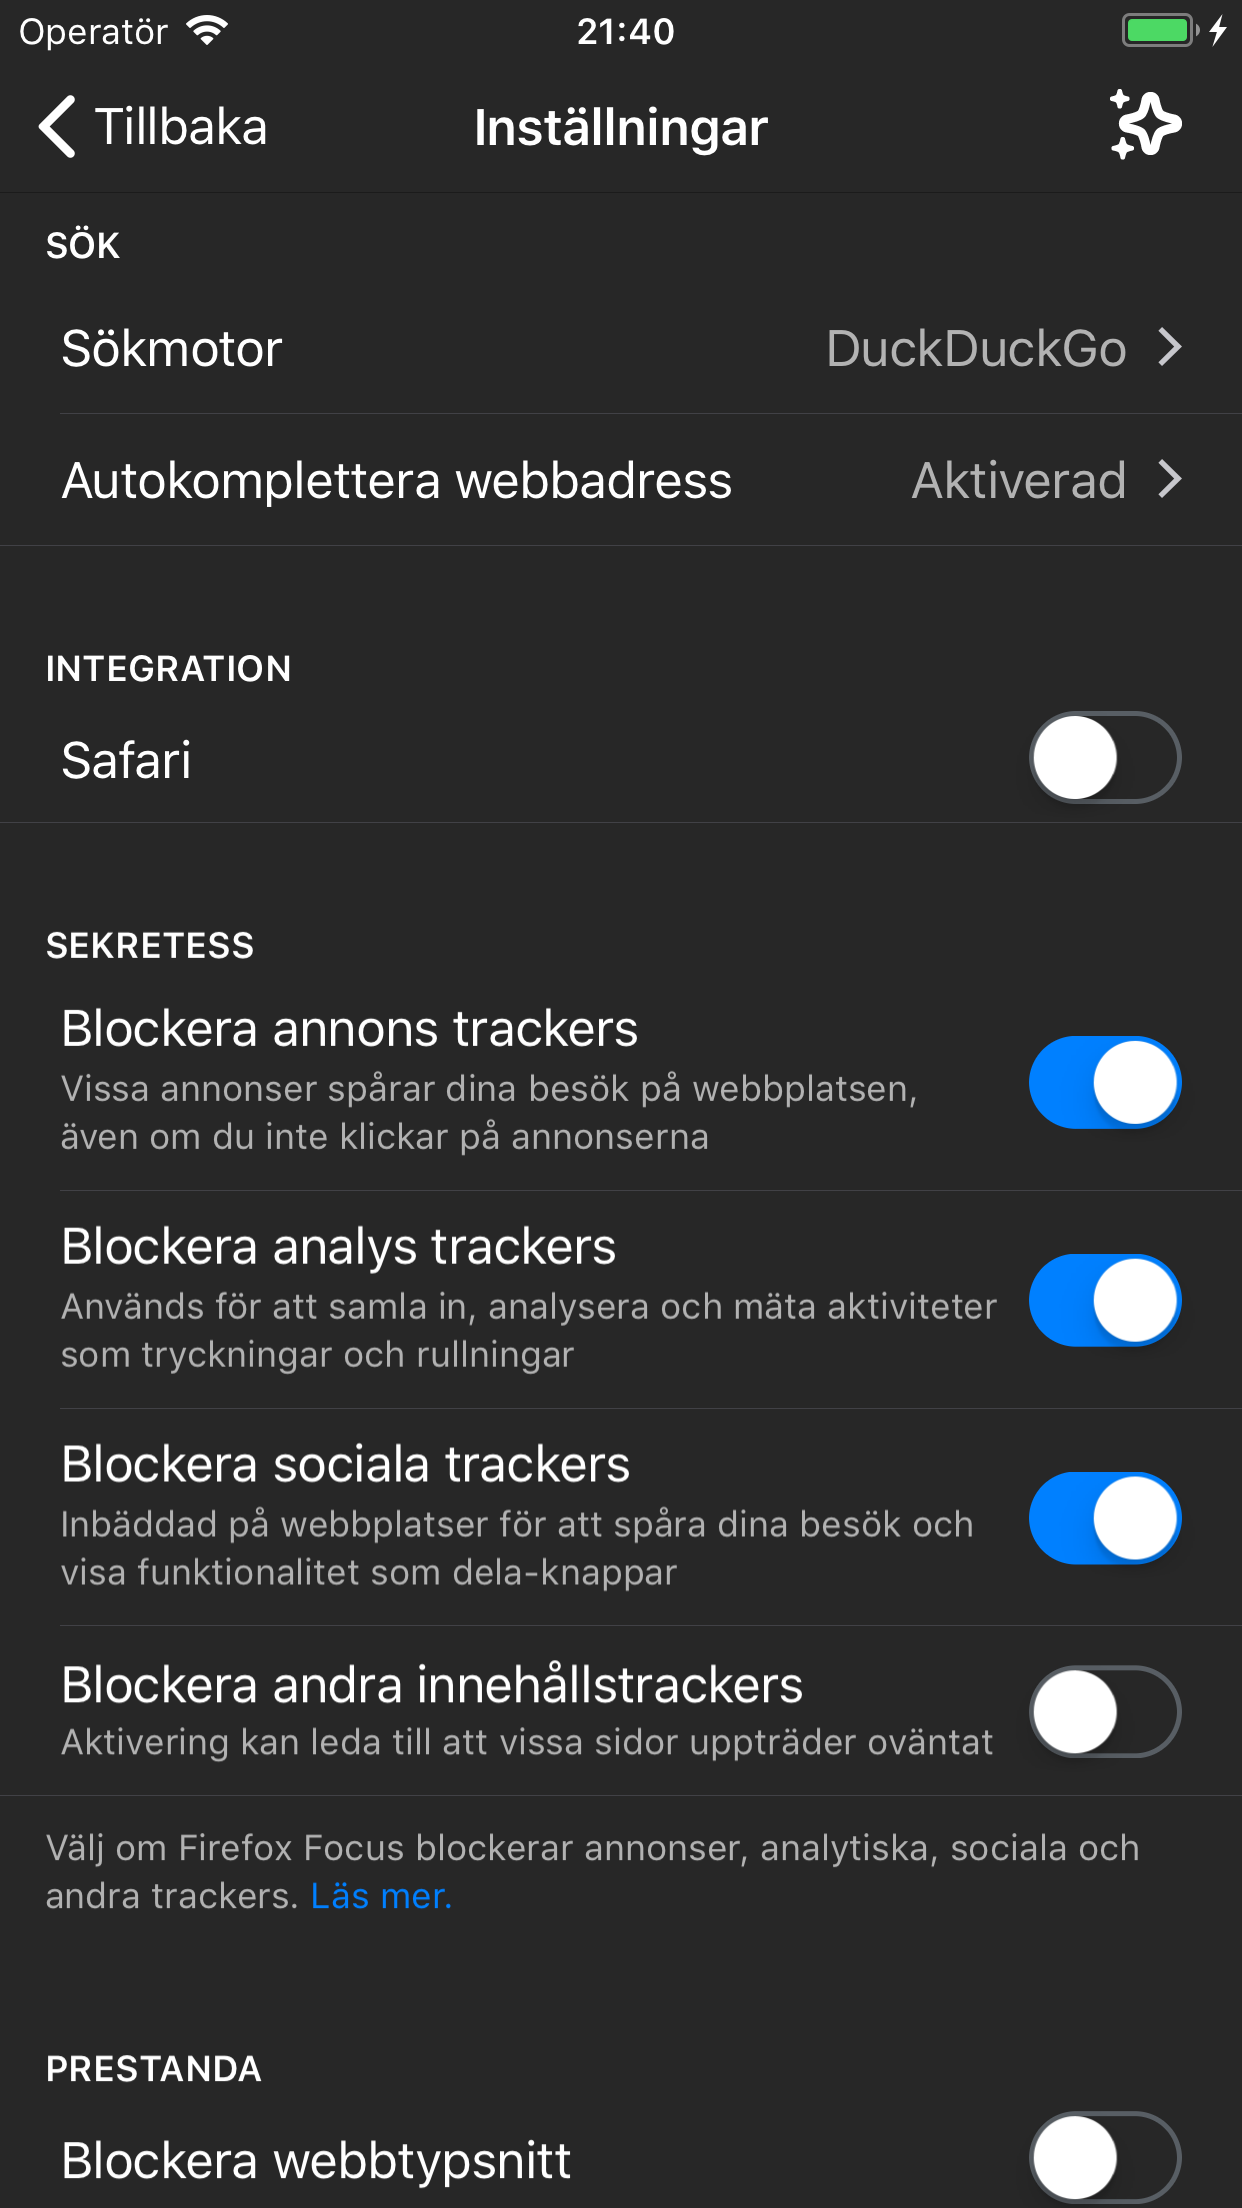 Operatör 21:40
Tillbaka Inställningar
SÖK
Sökmotor DuckDuckGo
Autokomplettera webbadress Aktiverad
INTEGRATION
Safari
SEKRETESS
Blockera annons trackers
Vissa annonser spårar dina besök på webbplatsen,
även om du inte klickar på annonserna
Blockera analys trackers
Används för att samla in, analysera och mäta aktiviteter
som tryckningar och rullningar
Blockera sociala trackers
Inbäddad på webbplatser för att spåra dina besök och
visa funktionalitet som dela-knappar
Blockera andra innehållstrackers
Aktivering kan leda till att vissa sidor uppträder oväntat
Välj om Firefox Focus blockerar annonser, analytiska, sociala och
andra trackers. Läs mer.
PRESTANDA
Blockera webbtypsnitt